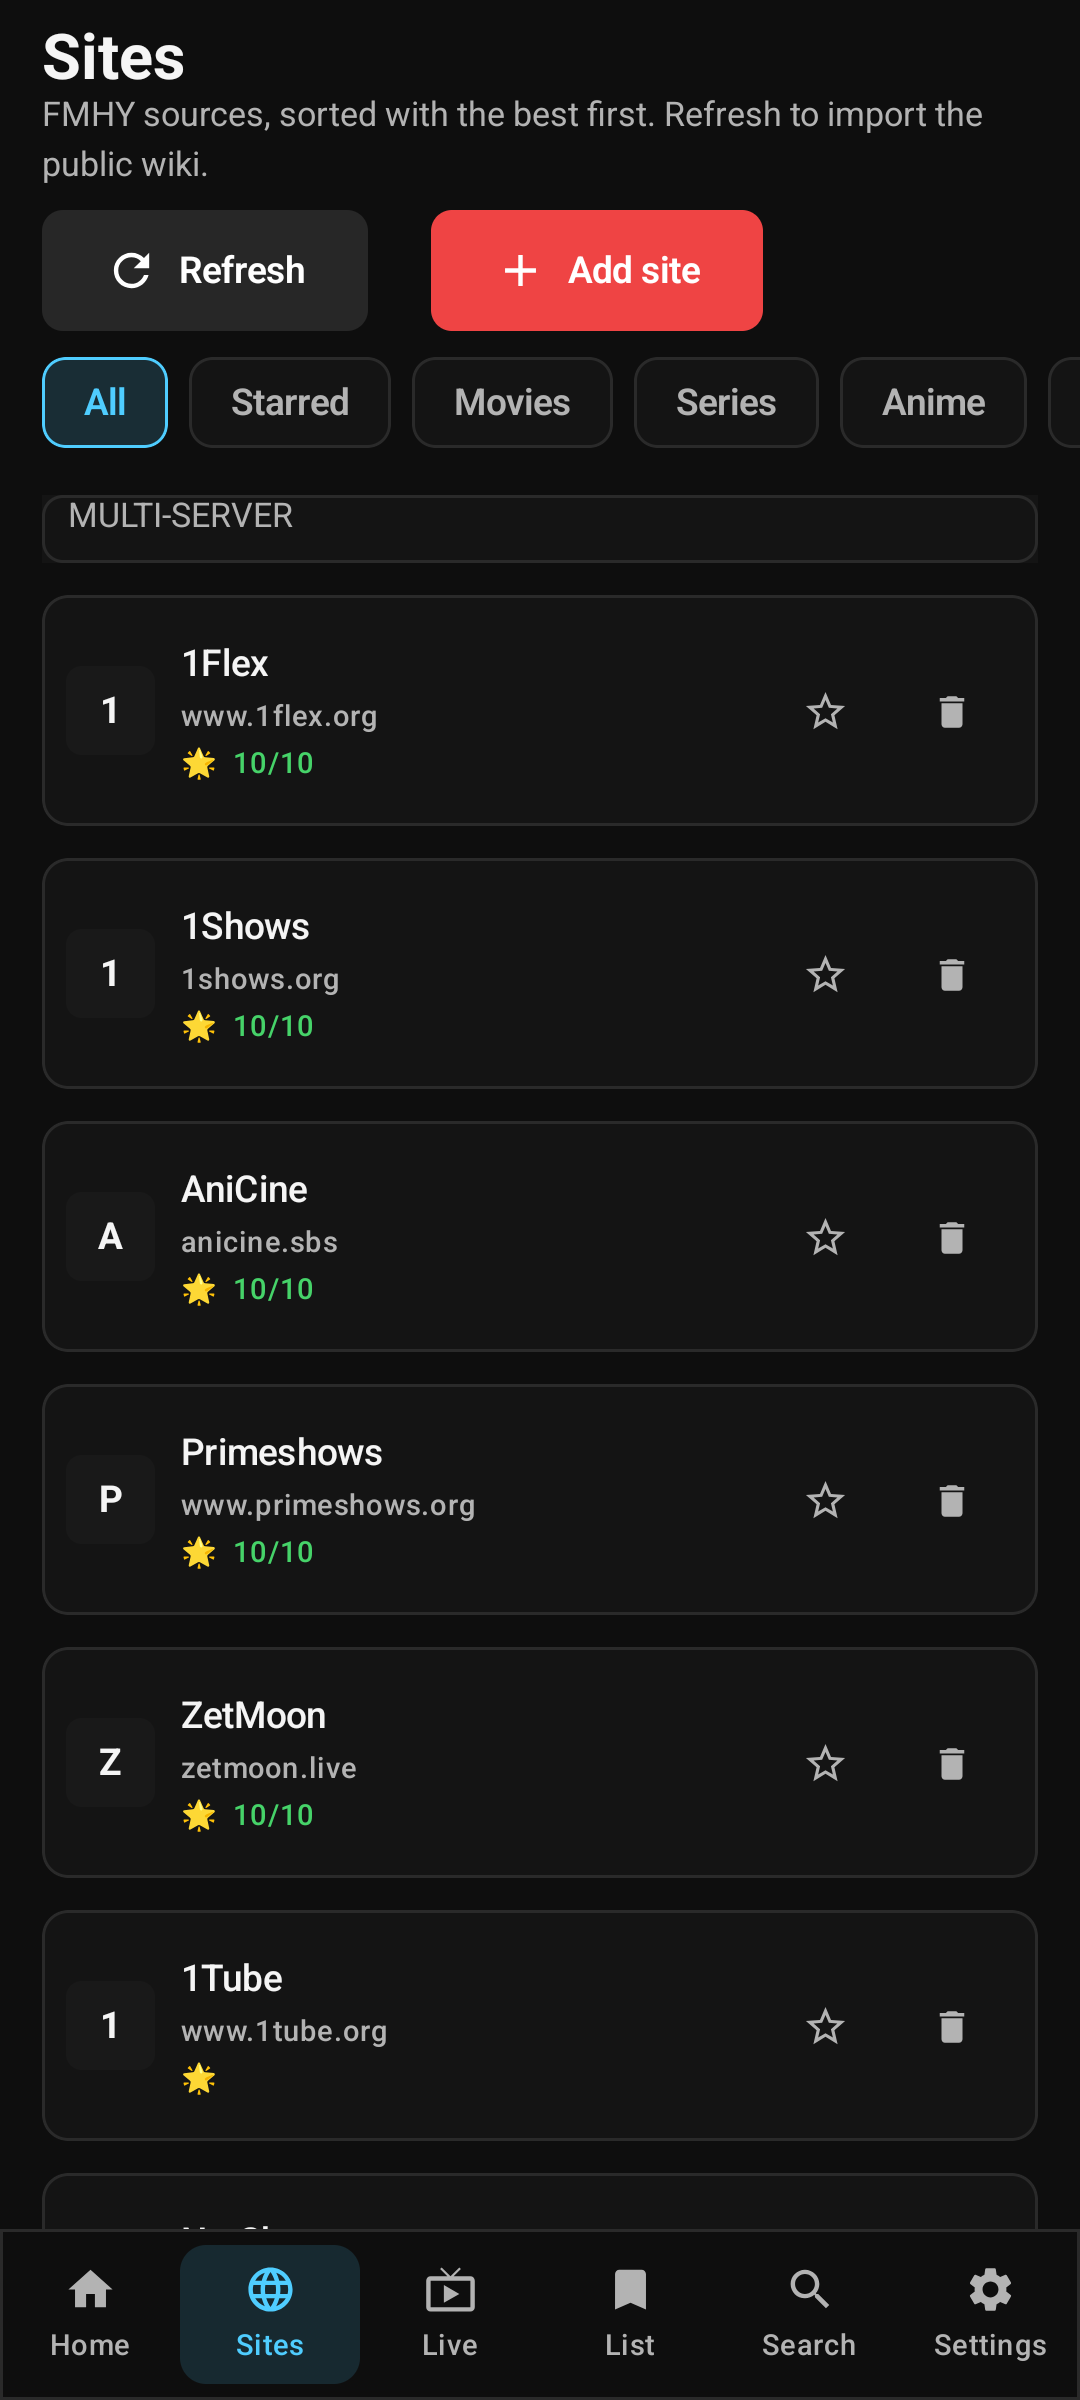 Sites
FMHY sources, sorted with the best first. Refresh to import the
public wiki.
Refresh
Add site
All
Starred
Movies
Series
Anime
MULTI-SERVER
1
1Flex
www.1flex.org
🌟 10/10
1
1Shows
1shows.org
🌟 10/10
A
AniCine
anicine.sbs
🌟 10/10
P
Primeshows
www.primeshows.org
🌟 10/10
Z
ZetMoon
zetmoon.live
🌟 10/10
1
1Tube
www.1tube.org
🌟
Home
Sites
Live
List
Search
Settings